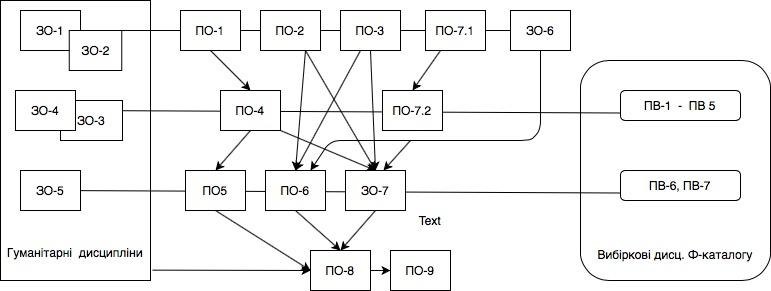 ЗО-1
ЗО-2
ПО-1
ПО-2
ПО-3
ПО-7.1
ЗО-6
ЗО-4
ЗО-3
ПО-4
ПО-7.2
ПВ-1 - ПВ 5
ЗО-5
ПО5
ПО-6
ЗО-7
ПВ-6, ПВ-7
Text
Гуманітарні дисципліни
Вибіркові дисц. Ф-каталогу
ПО-8
ПО-9